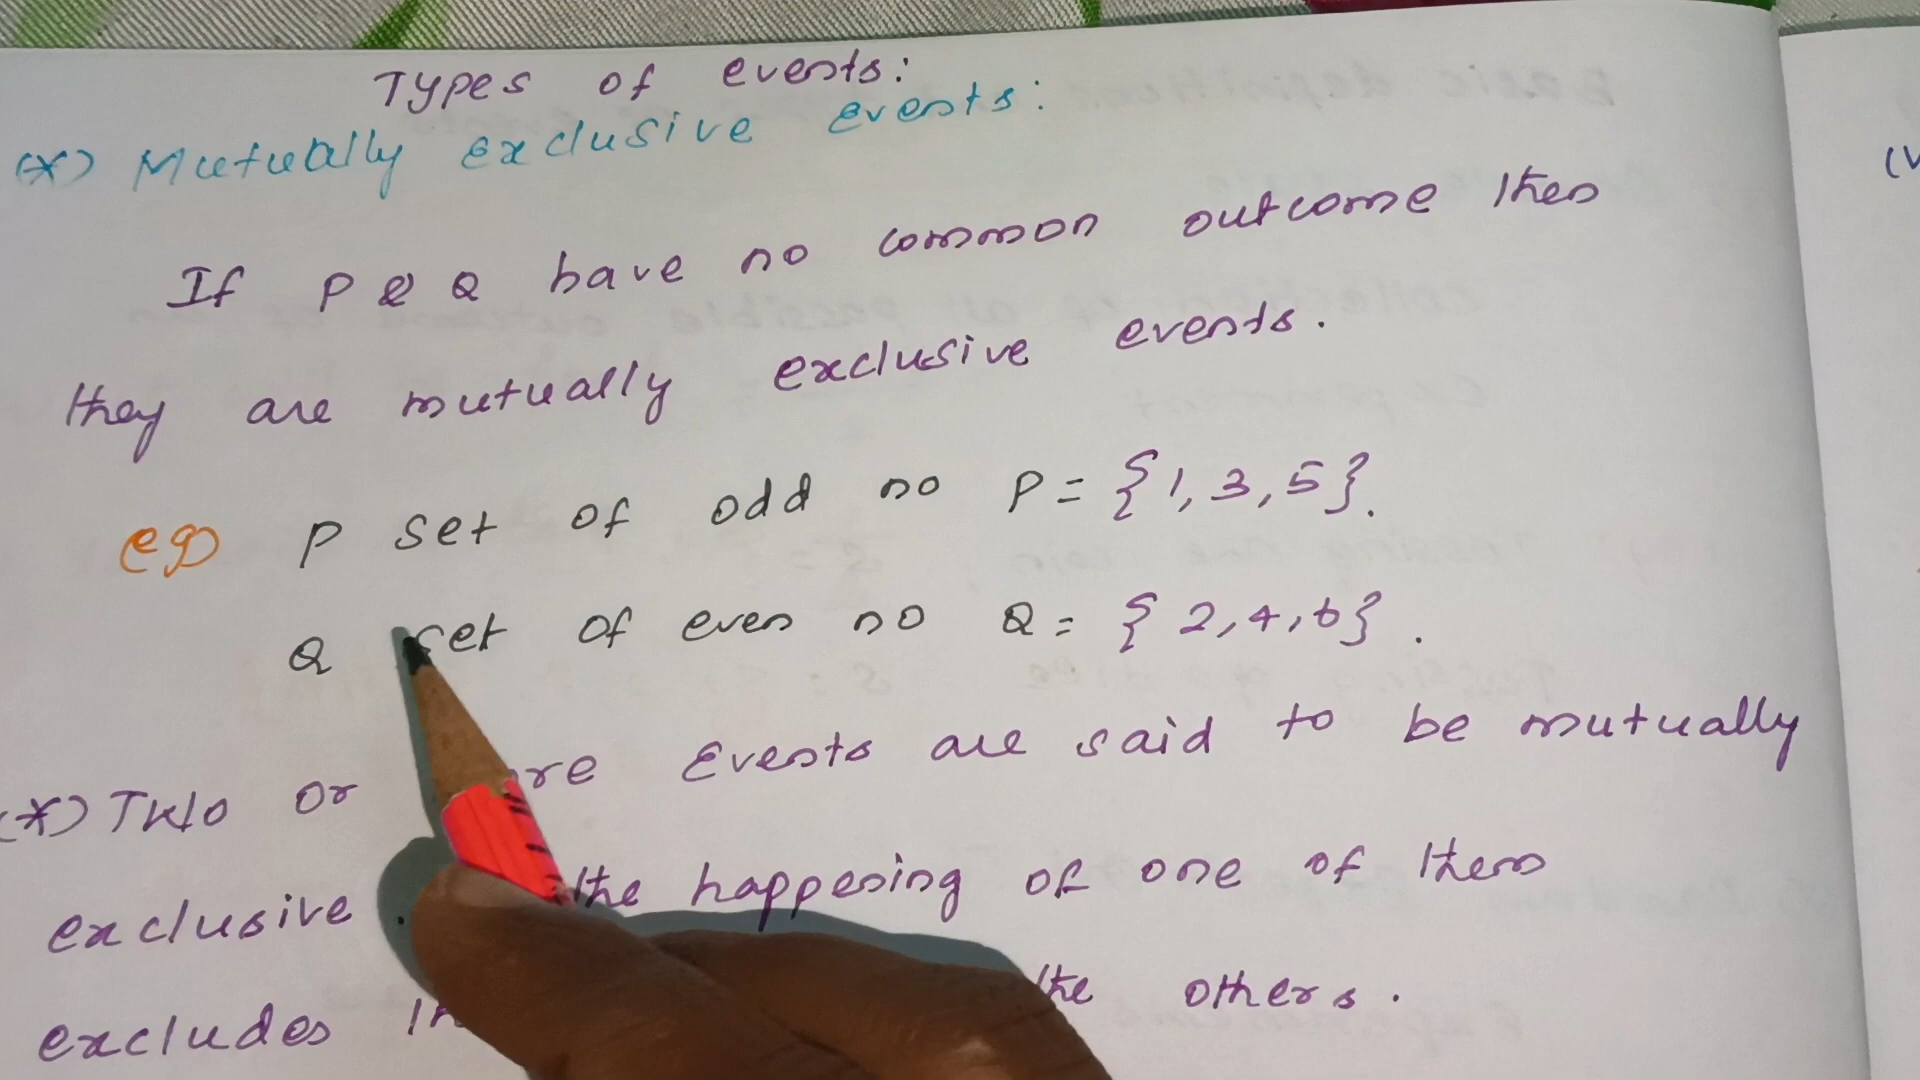 Types of events:
(*) Mutually exclusive events:
If P & Q have no common outcome then
they are mutually exclusive events.
eg) P set of odd no P = {1, 3, 5}.
Q set of even no Q = {2, 4, 6}.
(*) Two or events are said to be mutually
exclusive. the happening of one of them
excludes the others.